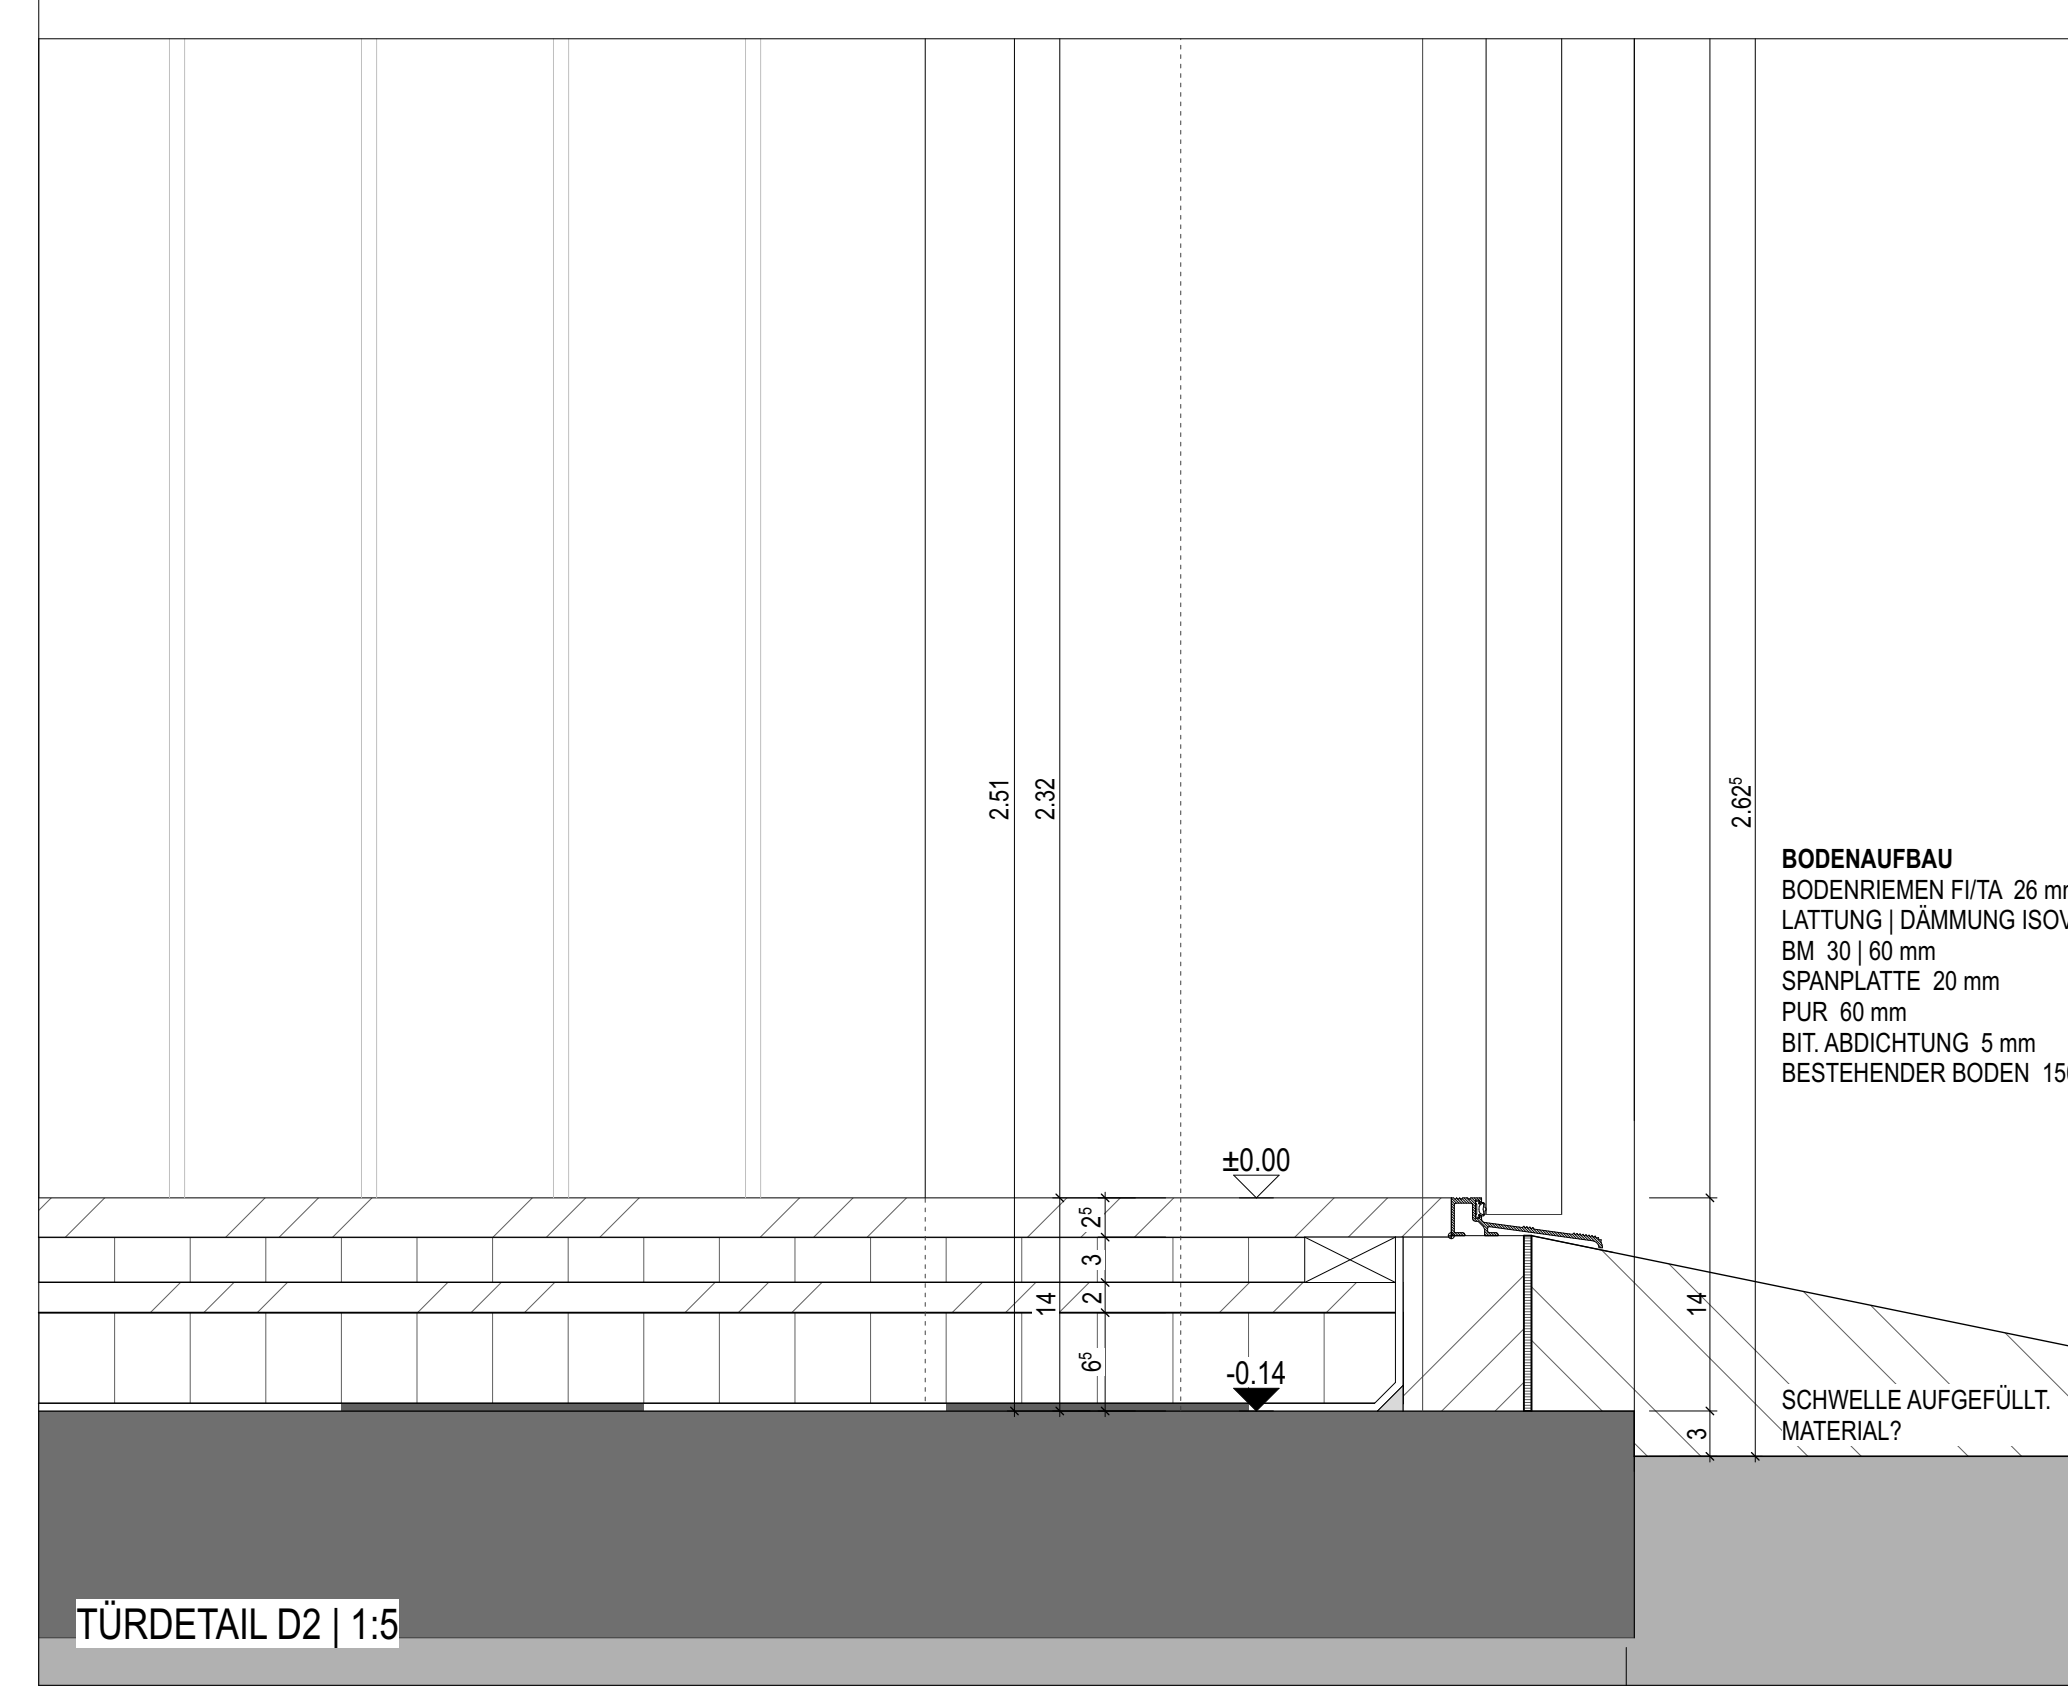 2.51
2.32
2.62⁵
BODENAUFBAU
BODENRIEMEN FI/TA 26 mm
LATTUNG | DÄMMUNG ISOV
BM 30 | 60 mm
SPANPLATTE 20 mm
PUR 60 mm
BIT. ABDICHTUNG 5 mm
BESTEHENDER BODEN 150
±0.00
2⁵
3
2
14
6⁵
-0.14
14
3
SCHWELLE AUFGEFÜLLT.
MATERIAL?
TÜRDETAIL D2 | 1:5